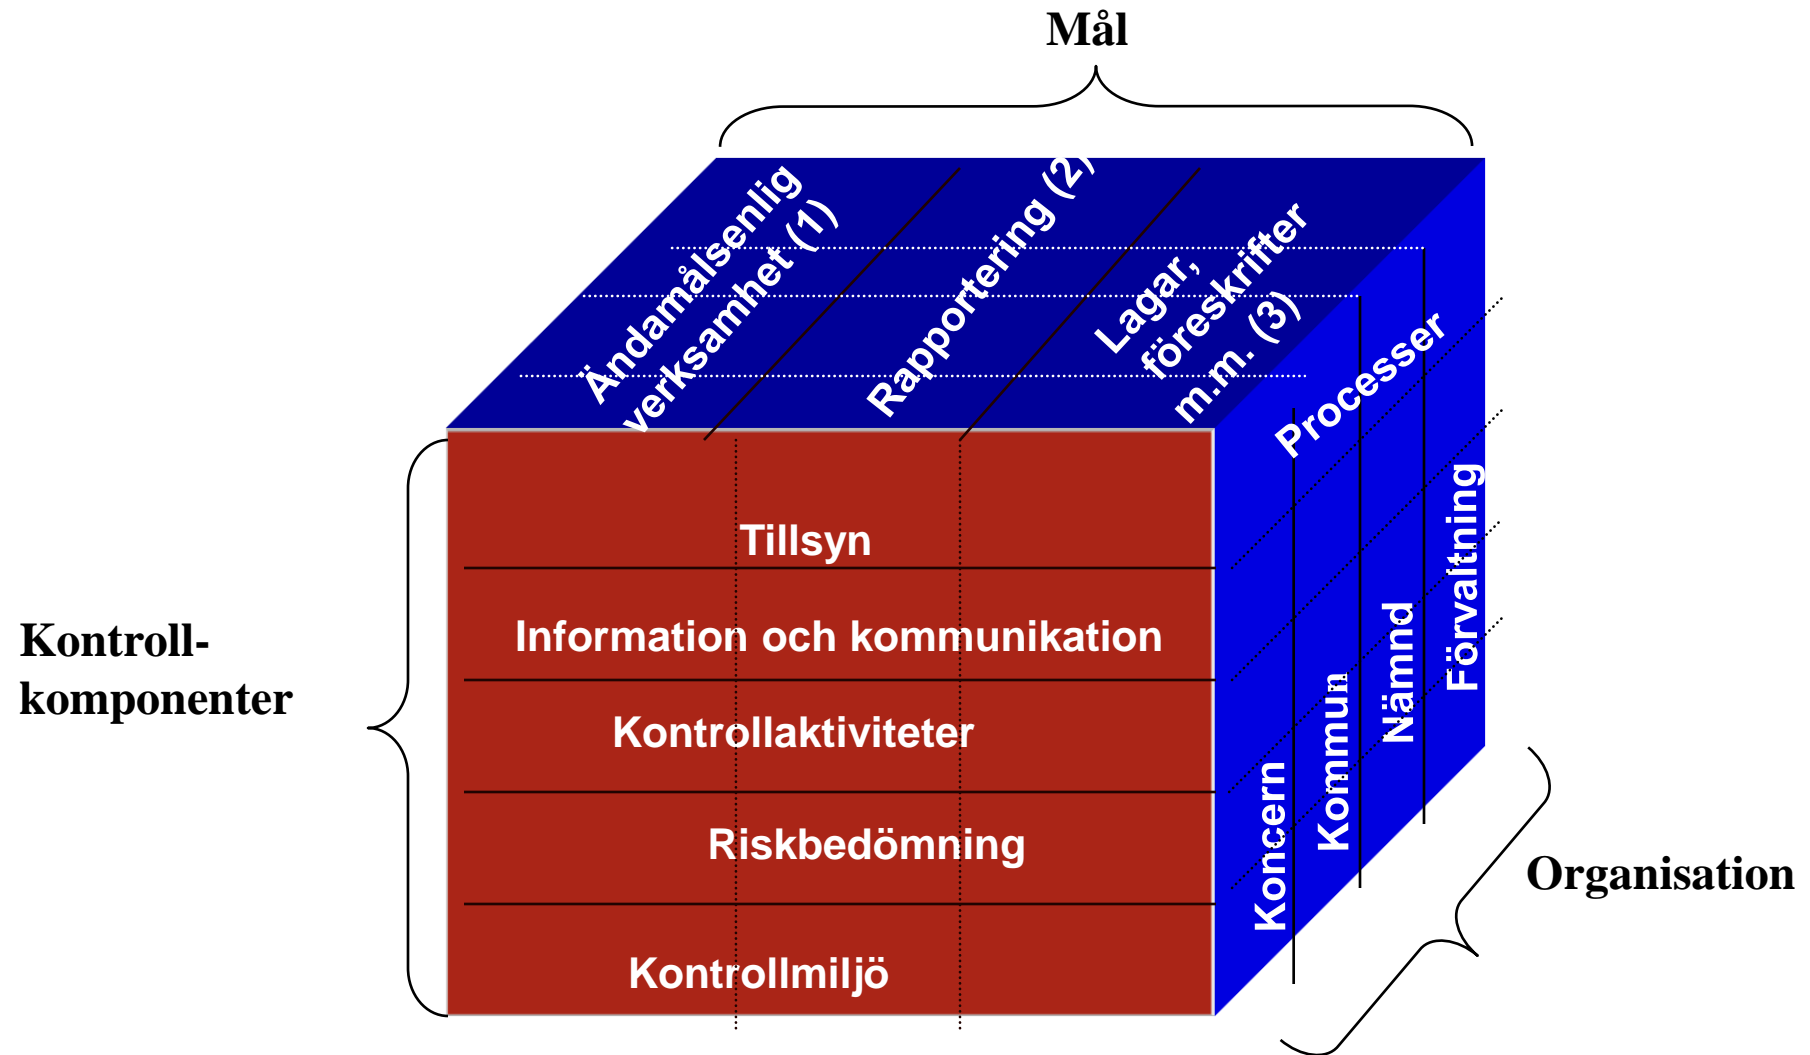 Mål
Ändamålsenlig
verksamhet (1)
Rapportering (2)
Lagar,
föreskrifter
m.m. (3)
Processer
Tillsyn
Information och kommunikation
Kontrollaktiviteter
Riskbedömning
Kontrollmiljö
Kontroll-
komponenter
Koncern
Kommun
Nämnd
Förvaltning
Organisation